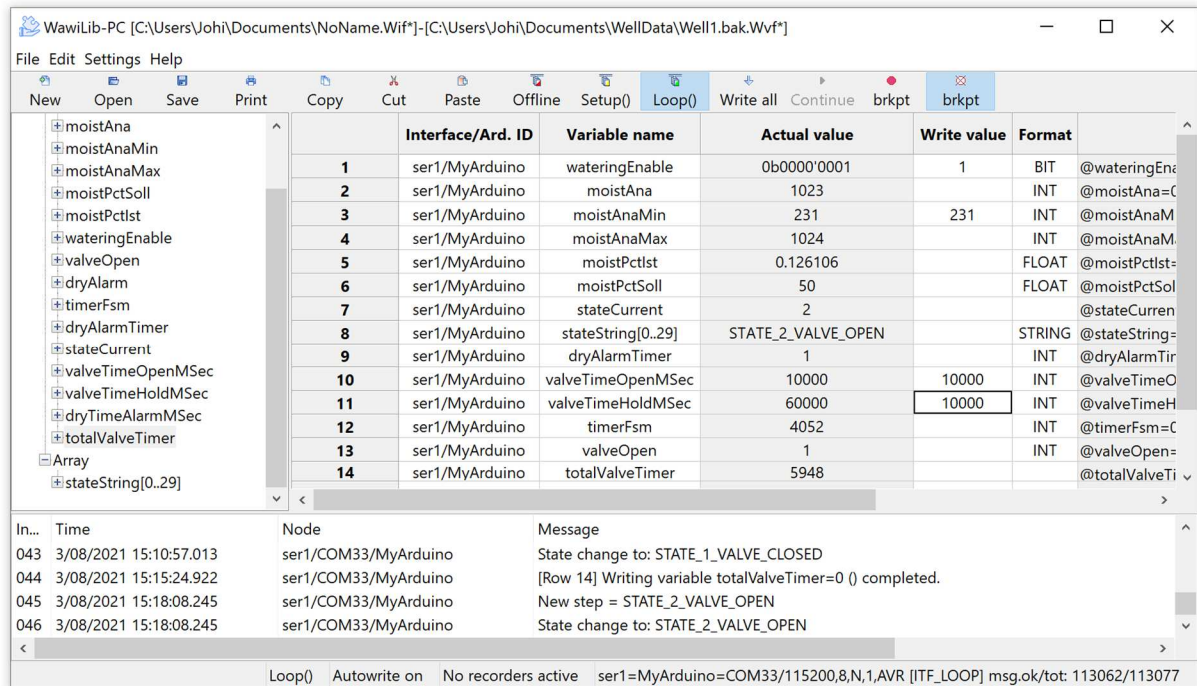 WawiLib-PC [C:\Users\Johi\Documents\NoName.Wif*]-[C:\Users\Johi\Documents\WellData\Well1.bak.Wvf*]
File Edit Settings Help
New Open Save Print Copy Cut Paste Offline Setup() Loop() Write all Continue brkpt brkpt
moistAna
moistAnaMin
moistAnaMax
moistPctSoll
moistPctIst
wateringEnable
valveOpen
dryAlarm
timerFsm
dryAlarmTimer
stateCurrent
valveTimeOpenMSec
valveTimeHoldMSec
dryTimeAlarmMSec
totalValveTimer
Array
stateString[0..29]
Interface/Ard. ID Variable name Actual value Write value Format
1 ser1/MyArduino wateringEnable 0b0000'0001 1 BIT @wateringEna
2 ser1/MyArduino moistAna 1023 INT @moistAna=0
3 ser1/MyArduino moistAnaMin 231 231 INT @moistAnaM
4 ser1/MyArduino moistAnaMax 1024 INT @moistAnaMa
5 ser1/MyArduino moistPctIst 0.126106 FLOAT @moistPctIst=
6 ser1/MyArduino moistPctSoll 50 FLOAT @moistPctSol
7 ser1/MyArduino stateCurrent 2 @stateCurren
8 ser1/MyArduino stateString[0..29] STATE_2_VALVE_OPEN STRING @stateString=
9 ser1/MyArduino dryAlarmTimer 1 INT @dryAlarmTir
10 ser1/MyArduino valveTimeOpenMSec 10000 10000 INT @valveTimeO
11 ser1/MyArduino valveTimeHoldMSec 60000 10000 INT @valveTimeH
12 ser1/MyArduino timerFsm 4052 INT @timerFsm=0
13 ser1/MyArduino valveOpen 1 INT @valveOpen=
14 ser1/MyArduino totalValveTimer 5948 @totalValveTi
In... Time Node Message
043 3/08/2021 15:10:57.013 ser1/COM33/MyArduino State change to: STATE_1_VALVE_CLOSED
044 3/08/2021 15:15:24.922 ser1/COM33/MyArduino [Row 14] Writing variable totalValveTimer=0 () completed.
045 3/08/2021 15:18:08.245 ser1/COM33/MyArduino New step = STATE_2_VALVE_OPEN
046 3/08/2021 15:18:08.245 ser1/COM33/MyArduino State change to: STATE_2_VALVE_OPEN
Loop() Autowrite on No recorders active ser1=MyArduino=COM33/115200,8,N,1,AVR [ITF_LOOP] msg.ok/tot: 113062/113077